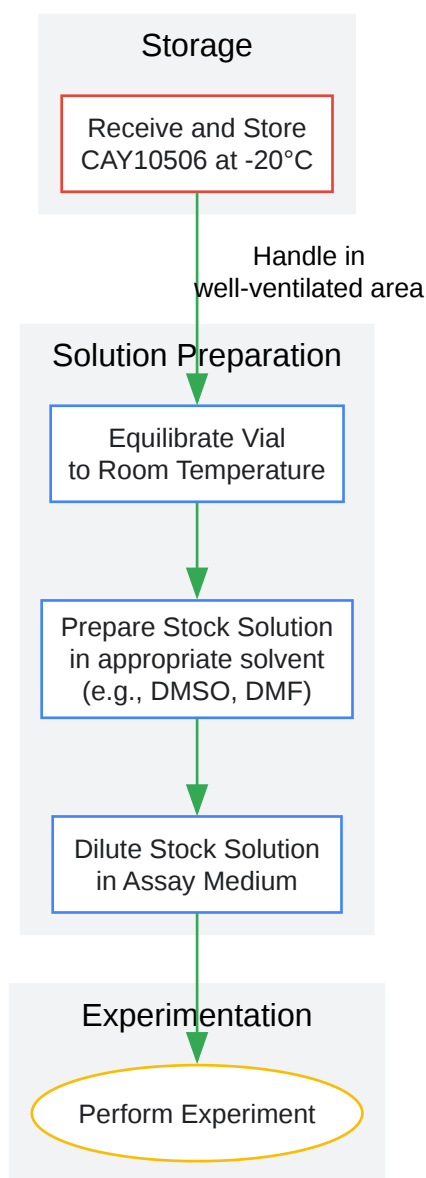 Storage
Receive and Store
CAY10506 at -20°C
Handle in
well-ventilated area
Solution Preparation
Equilibrate Vial
to Room Temperature
Prepare Stock Solution
in appropriate solvent
(e.g., DMSO, DMF)
Dilute Stock Solution
in Assay Medium
Experimentation
Perform Experiment